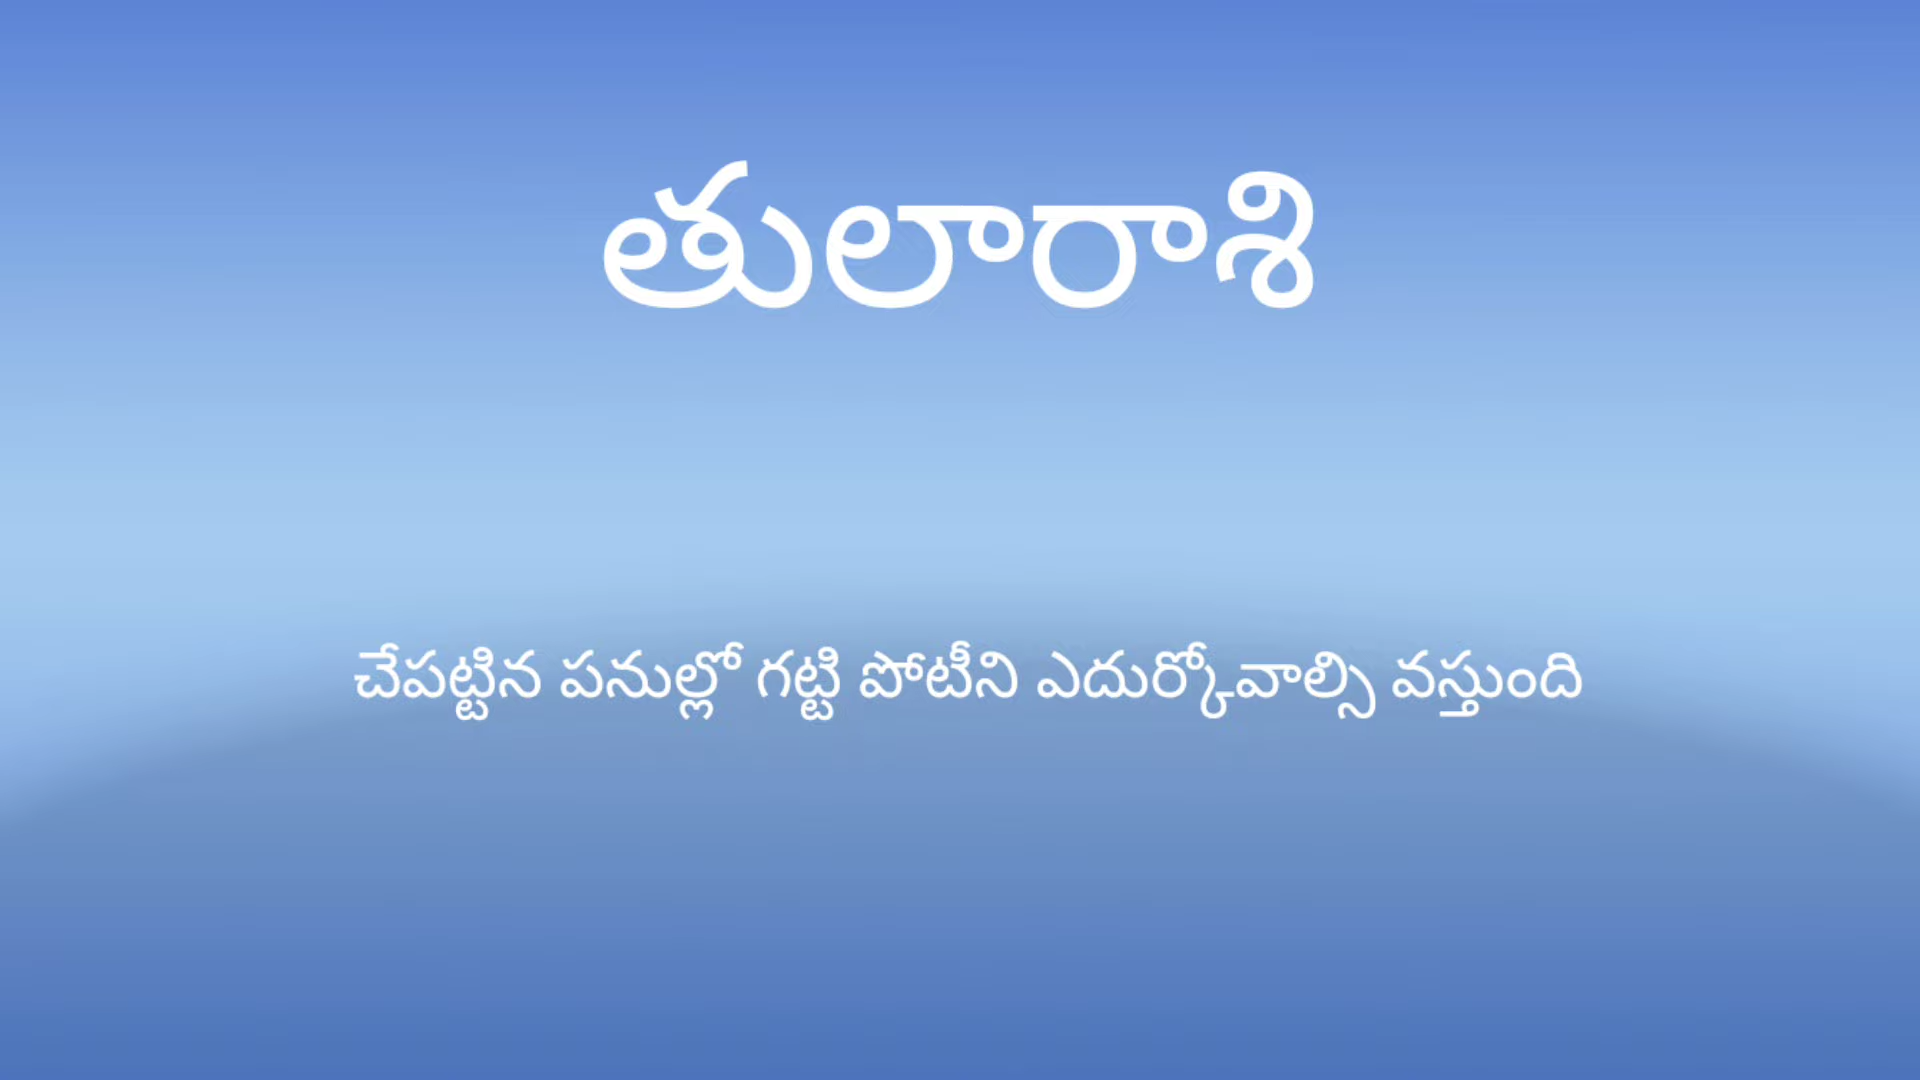 తులారాశి
చేపట్టిన పనుల్లో గట్టి పోటీని ఎదుర్కోవాల్సి వస్తుంది